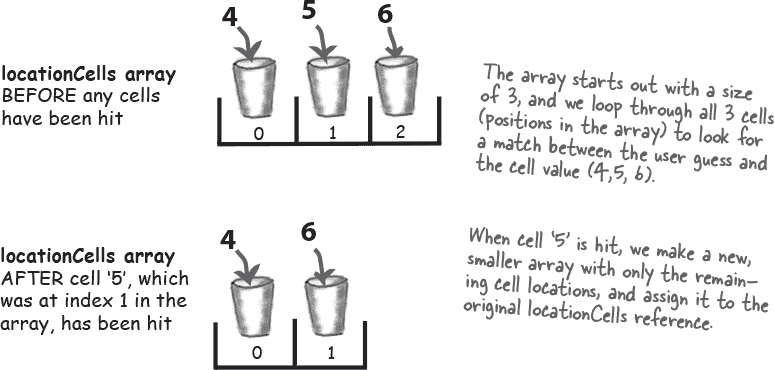 4 5 6
locationCells array
BEFORE any cells
have been hit
0 1 2
The array starts out with a size
of 3, and we loop through all 3 cells
(positions in the array) to look for
a match between the user guess and
the cell value (4,5, 6).
4 6
locationCells array
AFTER cell ‘5’, which
was at index 1 in the
array, has been hit
0 1
When cell ‘5’ is hit, we make a new,
smaller array with only the remain–
ing cell locations, and assign it to the
original locationCells reference.